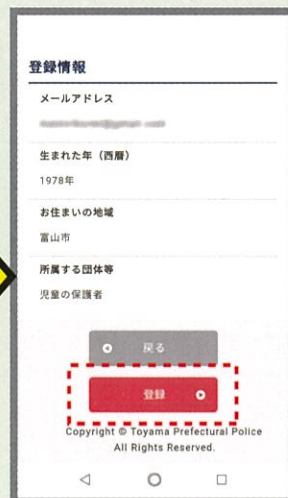 登録情報
メールアドレス
生まれた年（西暦）
1978年
お住まいの地域
富山市
所属する団体等
児童の保護者
戻る
登録
Copyright © Toyama Prefectural Police
All Rights Reserved.